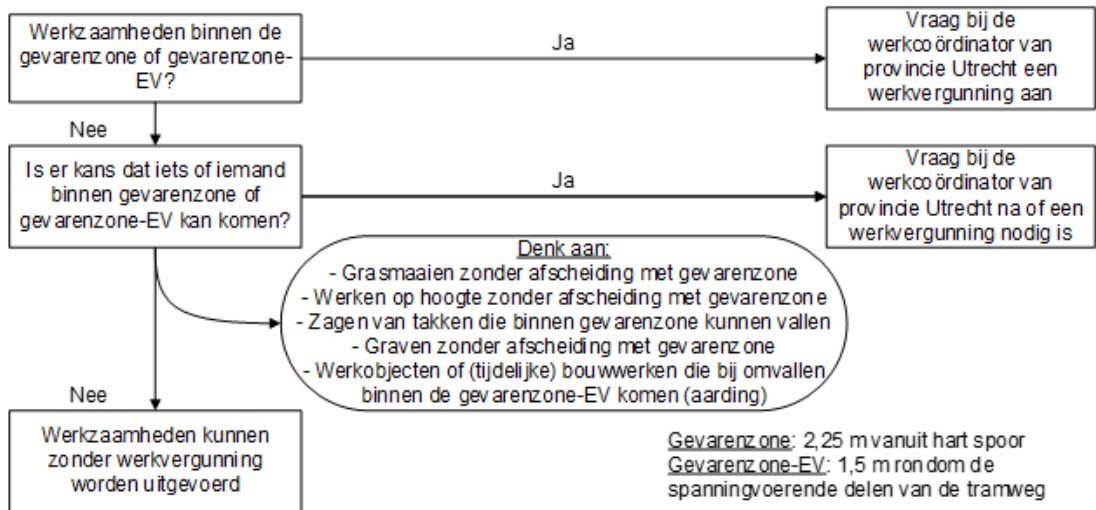 Werkzaamheden binnen de
gevarenzone of gevarenzone-
EV?
Ja
Vraag bij de
werkcoördinator van
provincie Utrecht een
werkvergunning aan
Nee
Is er kans dat iets of iemand
binnen gevarenzone of
gevarenzone-EV kan komen?
Ja
Vraag bij de
werkcoördinator van
provincie Utrecht na of een
werkvergunning nodig is
Denk aan:
- Grasmaaien zonder afscheiding met gevarenzone
- Werken op hoogte zonder afscheiding met gevarenzone
- Zagen van takken die binnen gevarenzone kunnen vallen
- Graven zonder afscheiding met gevarenzone
- Werkobjecten of (tijdelijke) bouwwerken die bij omvallen
binnen de gevarenzone-EV komen (aarding)
Nee
Werkzaamheden kunnen
zonder werkvergunning
worden uitgevoerd
Gevarenzone: 2,25 m vanuit hart spoor
Gevarenzone-EV: 1,5 m rondom de
spanningvoerende delen van de tramweg